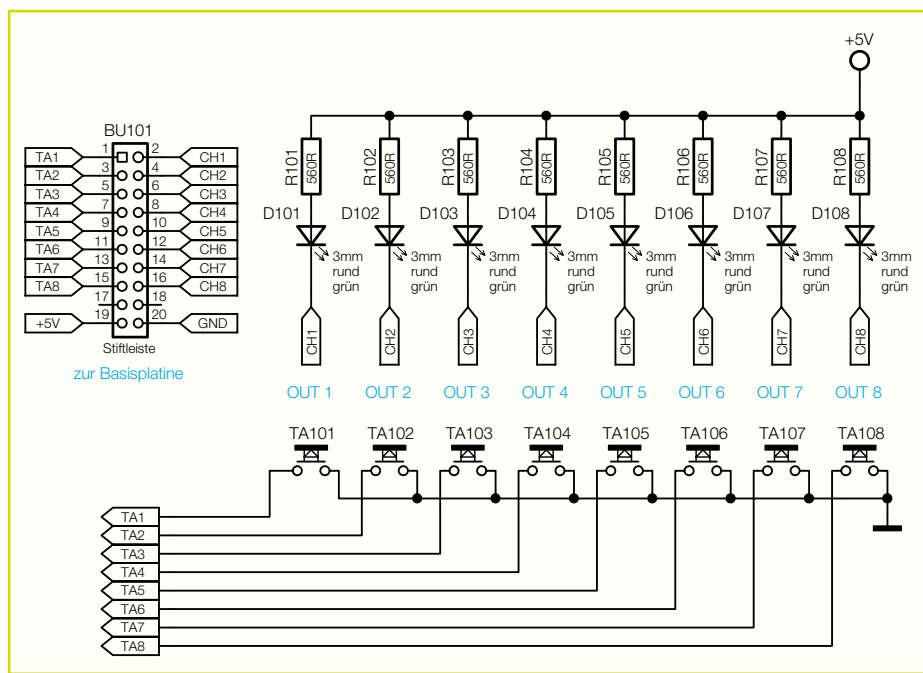 +5V
BU101
1 2
TA1 CH1
3 4
TA2 CH2
5 6
TA3 CH3
7 8
TA4 CH4
9 10
TA5 CH5
11 12
TA6 CH6
13 14
TA7 CH7
15 16
TA8 CH8
17 18
19 20
+5V GND
Stiftleiste
zur Basisplatine
R101 R102 R103 R104 R105 R106 R107 R108
560R 560R 560R 560R 560R 560R 560R 560R
D101 D102 D103 D104 D105 D106 D107 D108
3mm 3mm 3mm 3mm 3mm 3mm 3mm 3mm
rund rund rund rund rund rund rund rund
grün grün grün grün grün grün grün grün
CH1 CH2 CH3 CH4 CH5 CH6 CH7 CH8
OUT 1 OUT 2 OUT 3 OUT 4 OUT 5 OUT 6 OUT 7 OUT 8
TA101 TA102 TA103 TA104 TA105 TA106 TA107 TA108
TA1
TA2
TA3
TA4
TA5
TA6
TA7
TA8